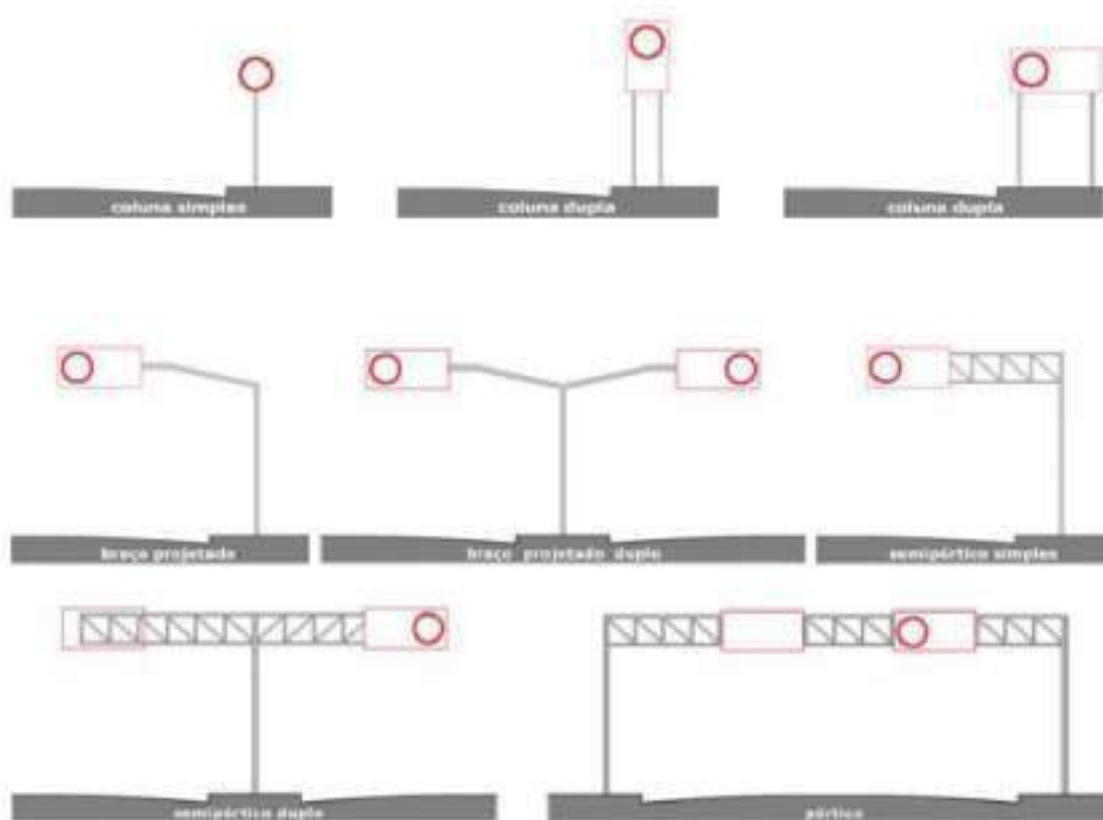 coluna simples
coluna dupla
coluna dupla
braço projetado
braço projetado duplo
semipórtico simples
semipórtico duplo
pórtico